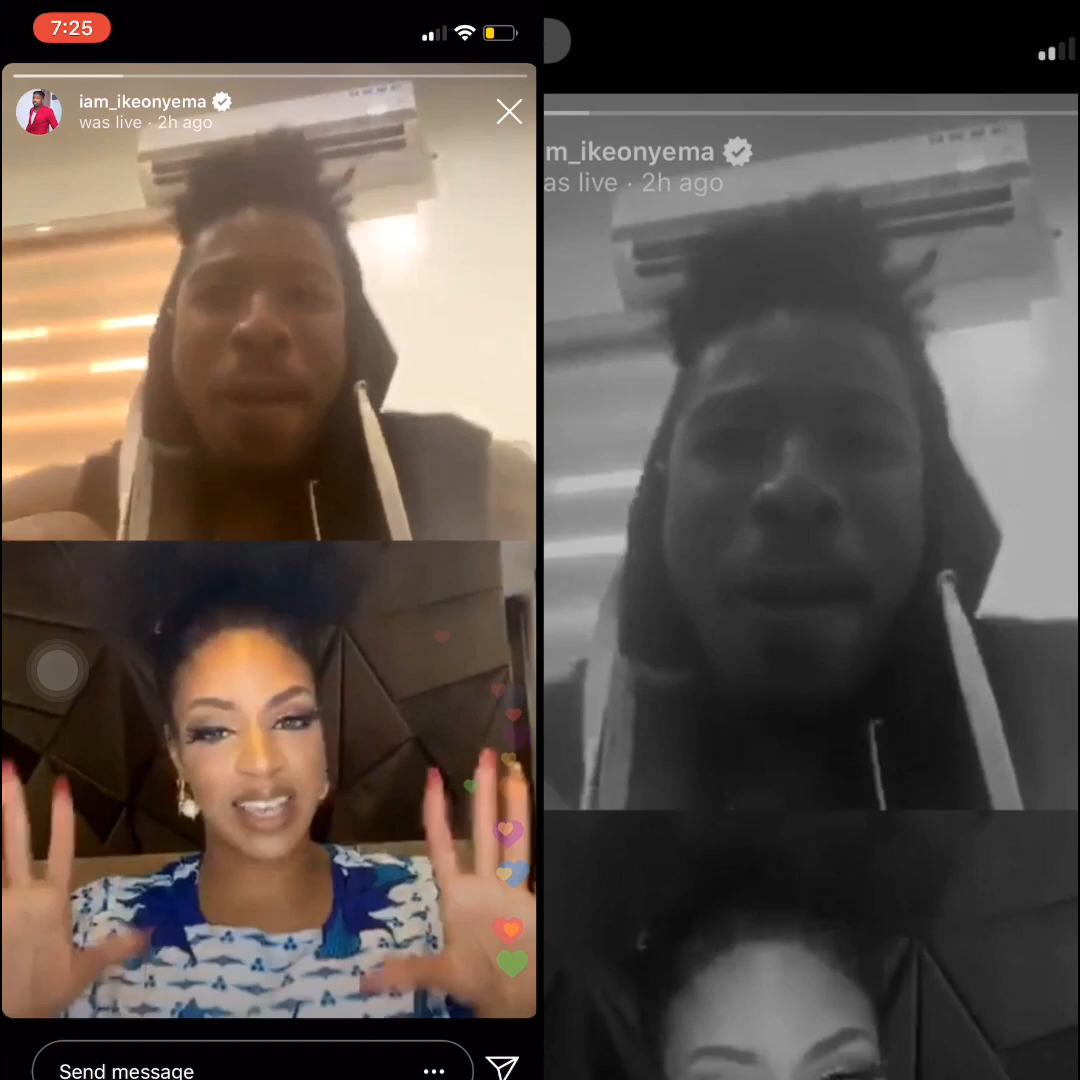 7:25
iam_ikeonyema
was live · 2h ago
Send message
m_ikeonyema
as live · 2h ago